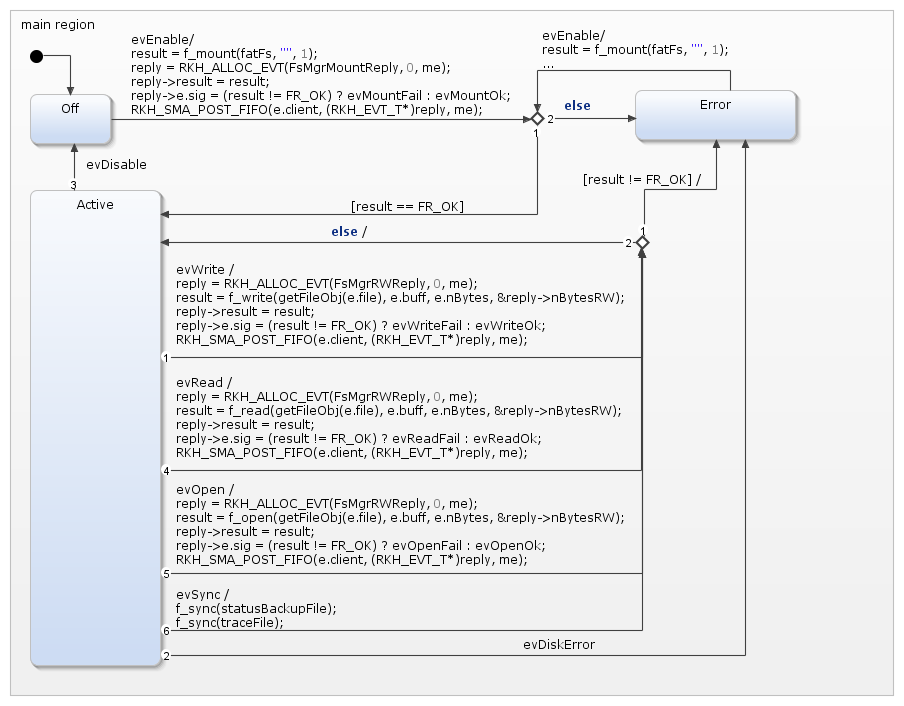 main region
evEnable/
result = f_mount(fatFs, "", 1);
reply = RKH_ALLOC_EVT(FsMgrMountReply, 0, me);
reply->result = result;
reply->e.sig = (result != FR_OK) ? evMountFail : evMountOk;
RKH_SMA_POST_FIFO(e.client, (RKH_EVT_T*)reply, me);
evEnable/
result = f_mount(fatFs, "", 1);
...
Off
else
2
1
Error
evDisable
3
[result != FR_OK] /
Active
[result == FR_OK]
else /
1
2
evWrite /
reply = RKH_ALLOC_EVT(FsMgrRWReply, 0, me);
result = f_write(getFileObj(e.file), e.buff, e.nBytes, &reply->nBytesRW);
reply->result = result;
reply->e.sig = (result != FR_OK) ? evWriteFail : evWriteOk;
RKH_SMA_POST_FIFO(e.client, (RKH_EVT_T*)reply, me);
1
evRead /
reply = RKH_ALLOC_EVT(FsMgrRWReply, 0, me);
result = f_read(getFileObj(e.file), e.buff, e.nBytes, &reply->nBytesRW);
reply->result = result;
reply->e.sig = (result != FR_OK) ? evReadFail : evReadOk;
RKH_SMA_POST_FIFO(e.client, (RKH_EVT_T*)reply, me);
4
evOpen /
reply = RKH_ALLOC_EVT(FsMgrRWReply, 0, me);
result = f_open(getFileObj(e.file), e.buff, e.nBytes, &reply->nBytesRW);
reply->result = result;
reply->e.sig = (result != FR_OK) ? evOpenFail : evOpenOk;
RKH_SMA_POST_FIFO(e.client, (RKH_EVT_T*)reply, me);
5
evSync /
f_sync(statusBackupFile);
f_sync(traceFile);
6
evDiskError
2